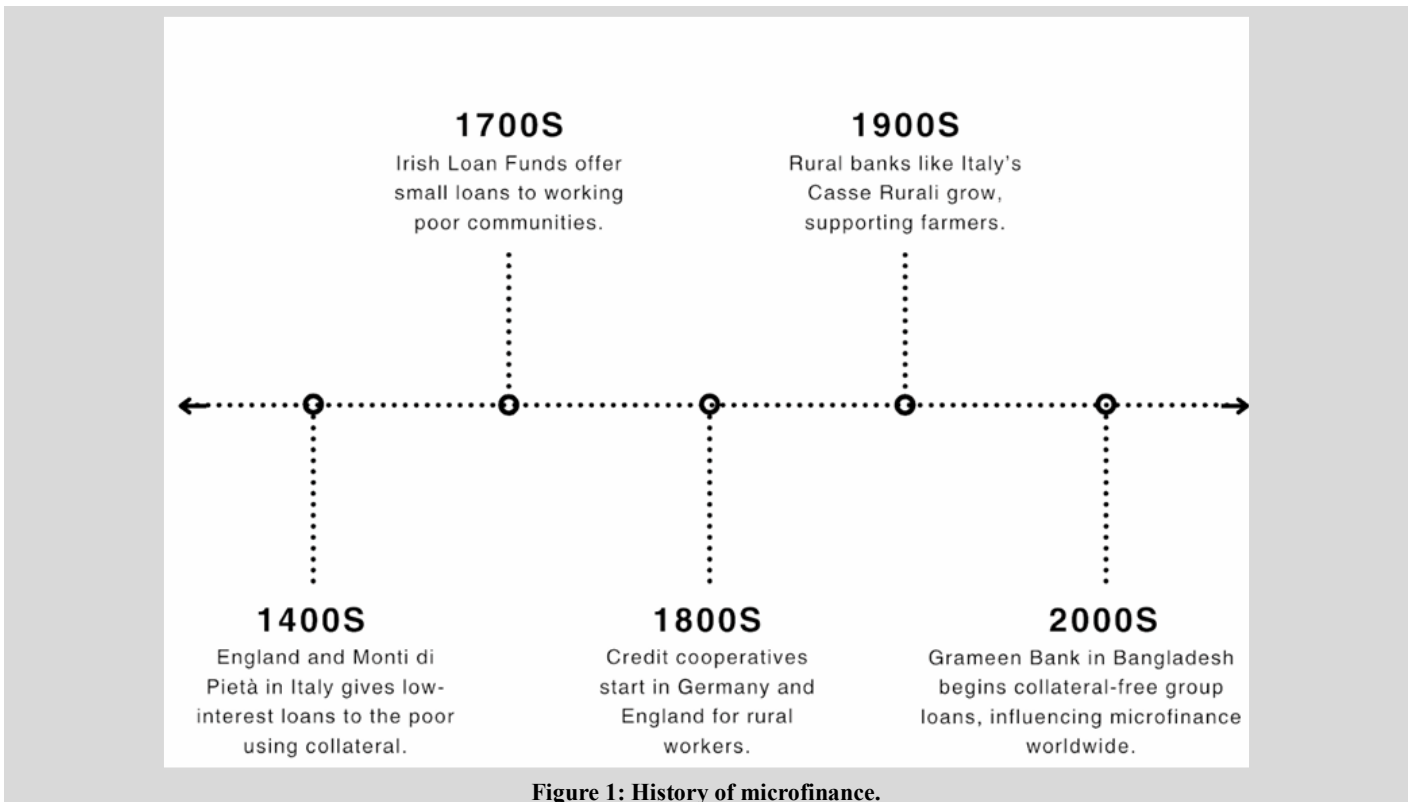 1700S
Irish Loan Funds offer
small loans to working
poor communities.
1900S
Rural banks like Italy's
Casse Rurali grow,
supporting farmers.
1400S
England and Monti di
Pietà in Italy gives low-
interest loans to the poor
using collateral.
1800S
Credit cooperatives
start in Germany and
England for rural
workers.
2000S
Grameen Bank in Bangladesh
begins collateral-free group
loans, influencing microfinance
worldwide.
Figure 1: History of microfinance.